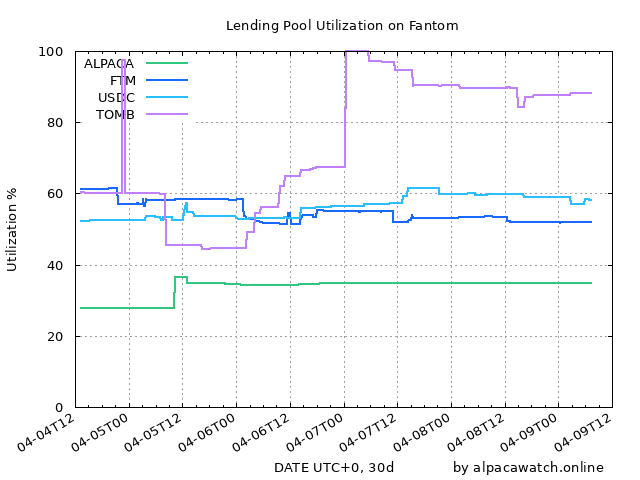 Lending Pool Utilization on Fantom
100
80
60
40
20
0
Utilization %
ALPACA
FTM
USDC
TOMB
04-04T12
04-05T00
04-05T12
04-06T00
04-06T12
04-07T00
04-07T12
04-08T00
04-08T12
04-09T00
04-09T12
DATE UTC+0, 30d
by alpacawatch.online